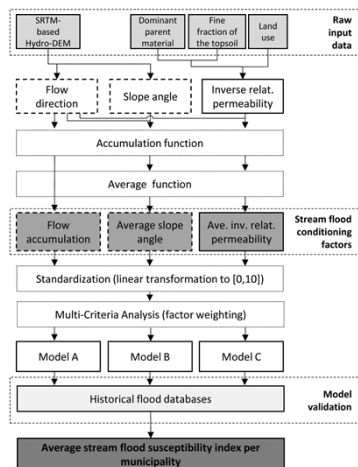 SRTM-
based
Hydro-DEM
Dominant
parent
material
Fine
fraction of
the topsoil
Land
use
Raw
input
data
Flow
direction
Slope angle
Inverse relat.
permeability
Accumulation function
Average function
Flow
accumulation
Average slope
angle
Ave. inv. relat.
permeability
Stream flood
conditioning
factors
Standardization (linear transformation to [0,10])
Multi-Criteria Analysis (factor weighting)
Model A
Model B
Model C
Historical flood databases
Model
validation
Average stream flood susceptibility index per
municipality